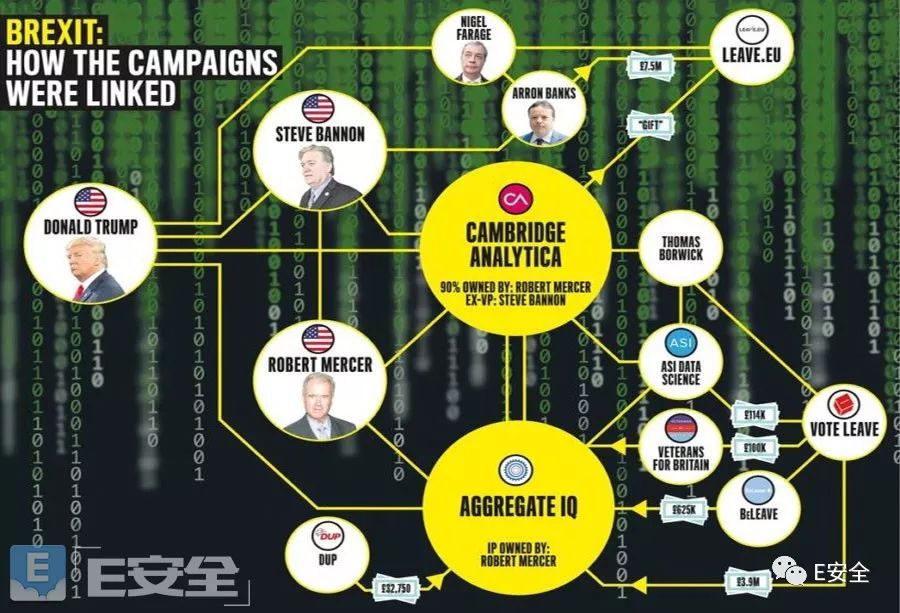 BREXIT:
HOW THE CAMPAIGNS
WERE LINKED
NIGEL
FARAGE
LEAVE.EU
LEAVE.EU
£7.5M
ARRON BANKS
"GIFT"
STEVE BANNON
DONALD TRUMP
CA
CAMBRIDGE
ANALYTICA
90% OWNED BY: ROBERT MERCER
EX-VP: STEVE BANNON
THOMAS
BORWICK
ROBERT MERCER
ASI
ASI DATA
SCIENCE
£114K
VOTE LEAVE
VETERANS
FOR BRITAIN
£100K
AGGREGATE IQ
IP OWNED BY:
ROBERT MERCER
£625K
BeLEAVE
DUP
DUP
£32,750
£3.9M
E安全
E安全